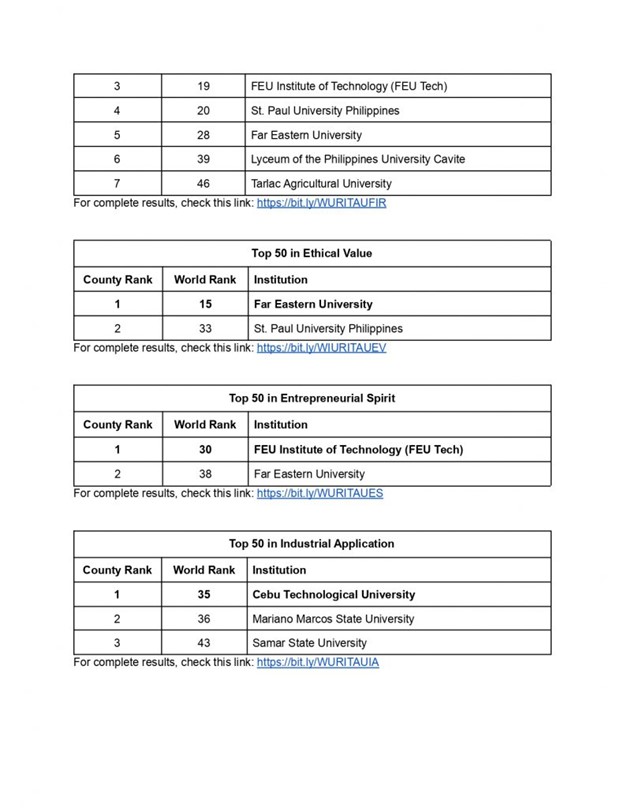 3 19 FEU Institute of Technology (FEU Tech)
4 20 St. Paul University Philippines
5 28 Far Eastern University
6 39 Lyceum of the Philippines University Cavite
7 46 Tarlac Agricultural University
For complete results, check this link: https://bit.ly/WURITAUFIR
Top 50 in Ethical Value
County Rank World Rank Institution
1 15 Far Eastern University
2 33 St. Paul University Philippines
For complete results, check this link: https://bit.ly/WIURITAUEV
Top 50 in Entrepreneurial Spirit
County Rank World Rank Institution
1 30 FEU Institute of Technology (FEU Tech)
2 38 Far Eastern University
For complete results, check this link: https://bit.ly/WURITAUES
Top 50 in Industrial Application
County Rank World Rank Institution
1 35 Cebu Technological University
2 36 Mariano Marcos State University
3 43 Samar State University
For complete results, check this link: https://bit.ly/WURITAUIA